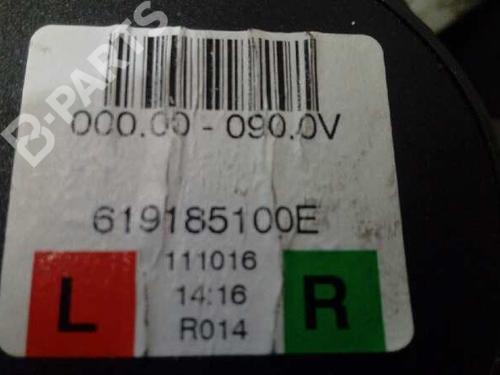 B-PARTS
000.00 - 090.0V
619185100E
111016
14:16
L
R014
R